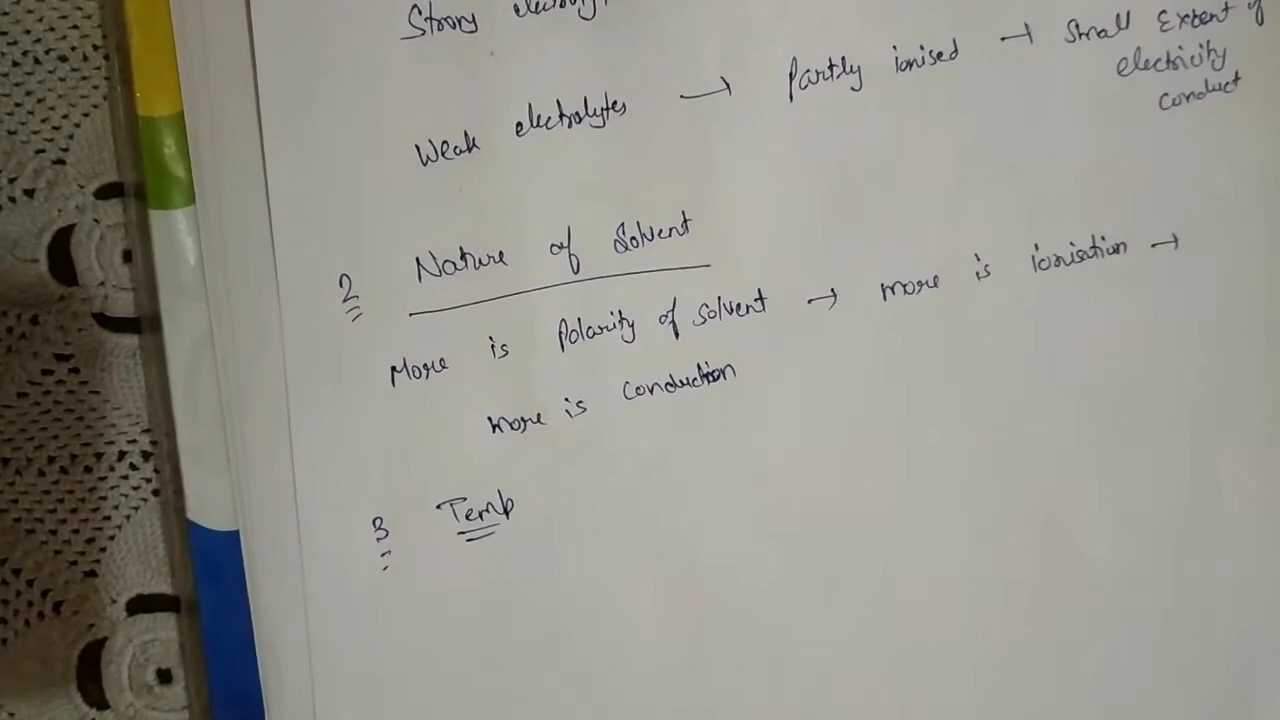 Strong
Weak electrolytes → Partly ionised → Small Extent of
electricity
conduct
2 Nature of Solvent
More is Polarity of Solvent → more is ionisation →
more is conduction
3 Temp